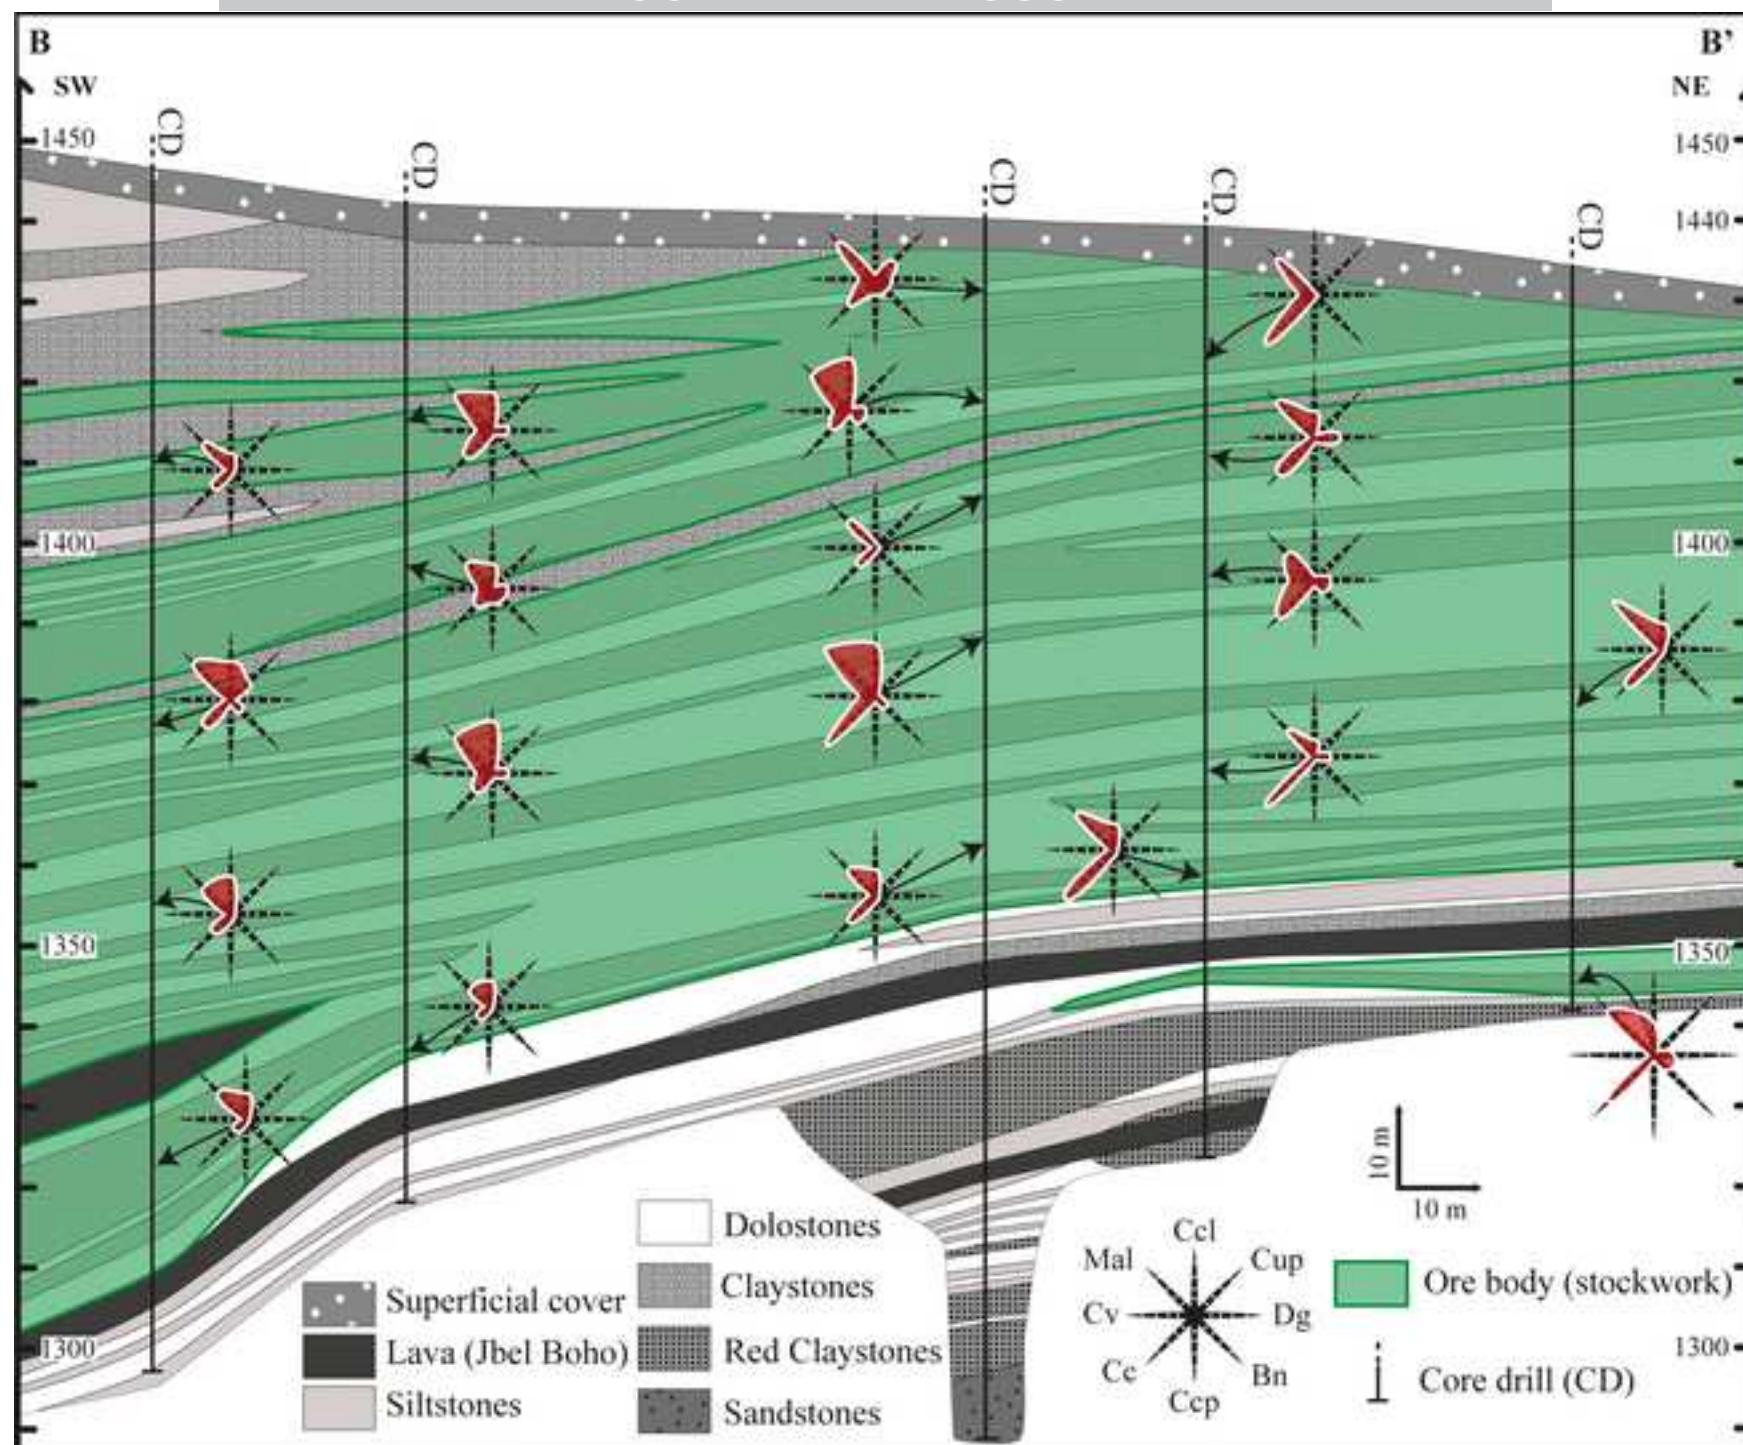 B
B’
SW
NE
CD
CD
CD
CD
CD
1450
1450
1440
1400
1400
1350
1350
1300
1300
10 m
10 m
Dolostones
Claystones
Red Claystones
Sandstones
Superficial cover
Lava (Jbel Boho)
Siltstones
Ccl
Mal
Cup
Cv
Dg
Cc
Bn
Ccp
Ore body (stockwork)
Core drill (CD)